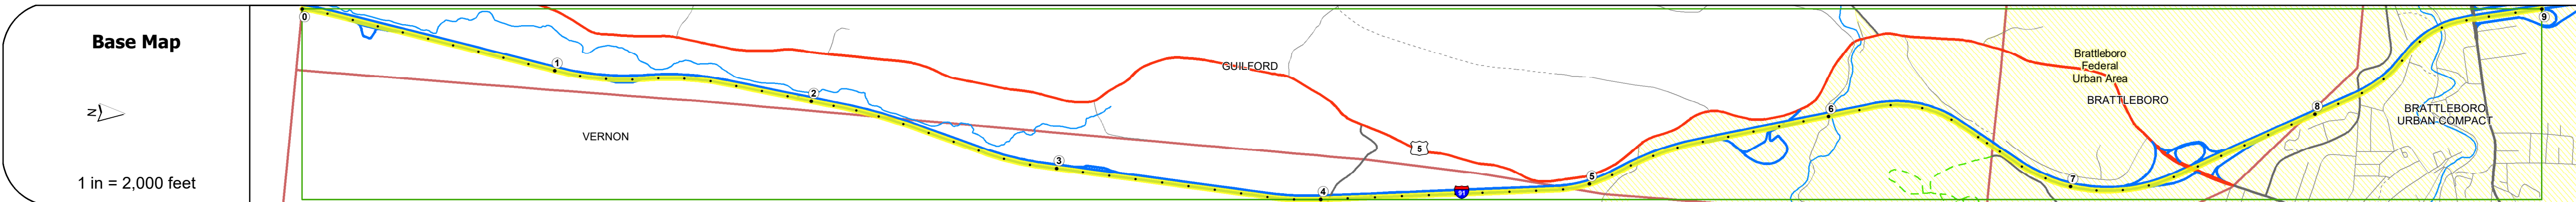 Base Map
N
1 in = 2,000 feet
0
1
2
3
4
5
6
7
8
9
VERNON
GUILFORD
5
91
Brattleboro
Federal
Urban Area
BRATTLEBORO
BRATTLEBORO
URBAN COMPACT